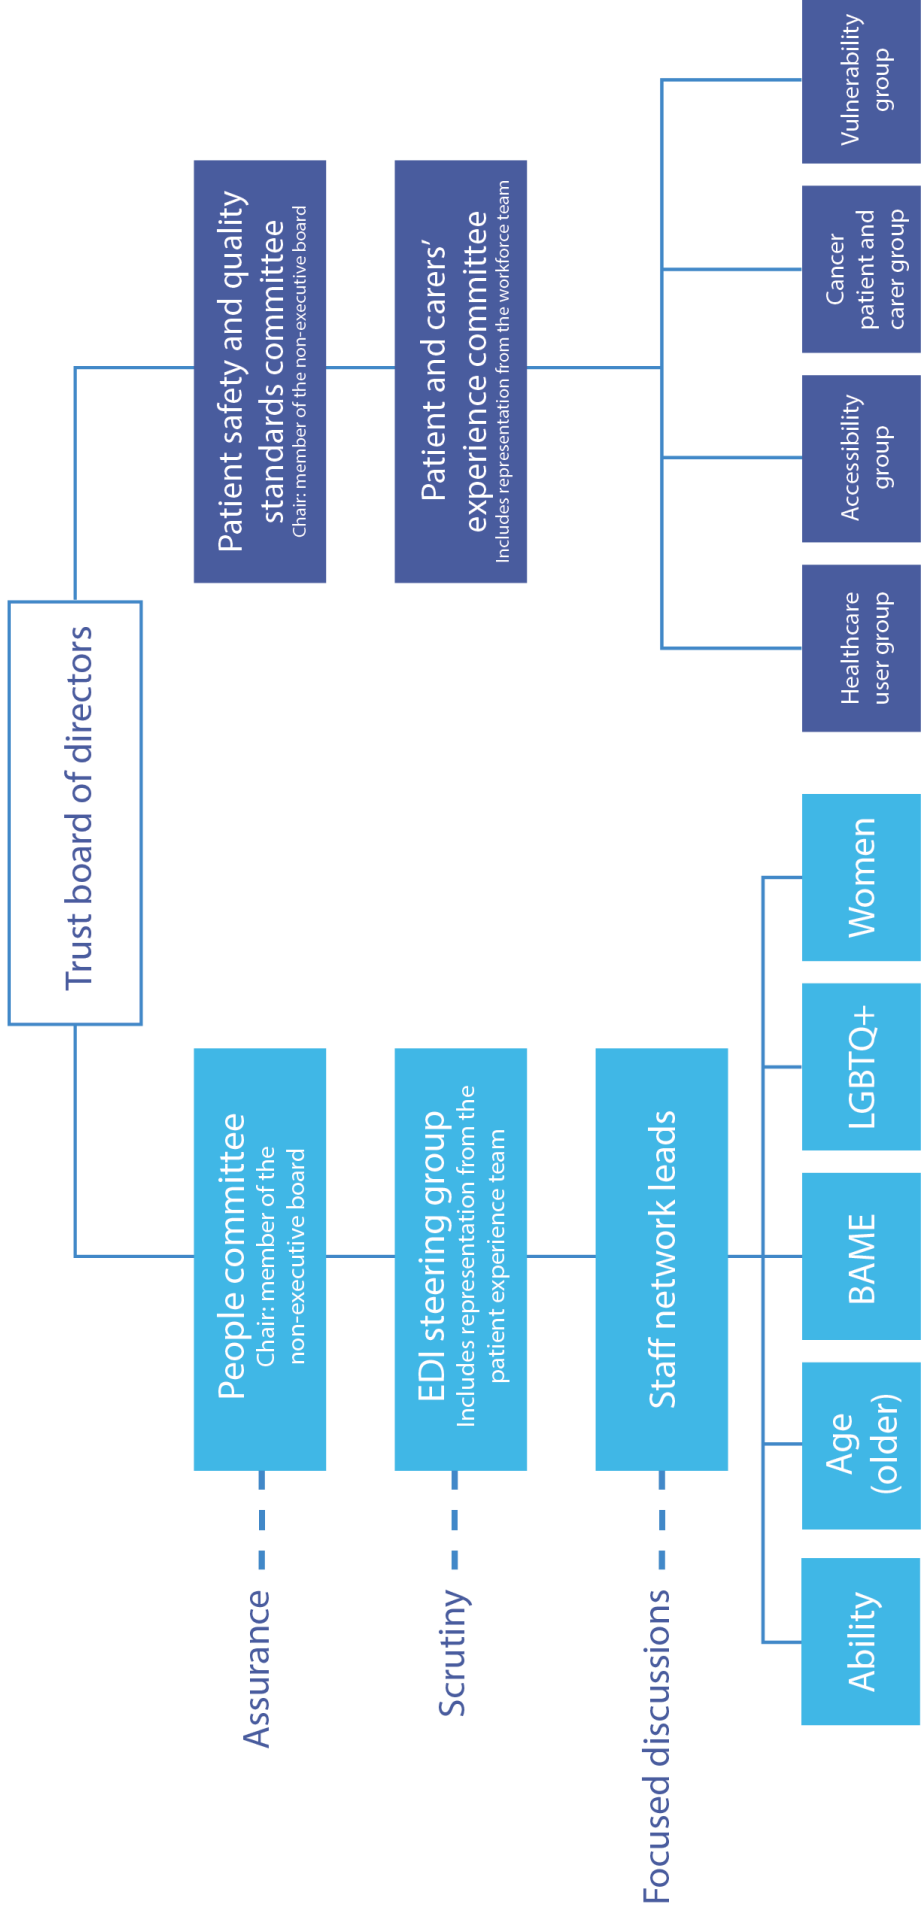 Trust board of directors
Assurance
People committee
Chair: member of the
non-executive board
Patient safety and quality
standards committee
Chair: member of the non-executive board
Scrutiny
EDI steering group
Includes representation from the
patient experience team
Patient and carers’
experience committee
Includes representation from the workforce team
Focused discussions
Staff network leads
Ability
Age
(older)
BAME
LGBTQ+
Women
Healthcare
user group
Accessibility
group
Cancer
patient and
carer group
Vulnerability
group